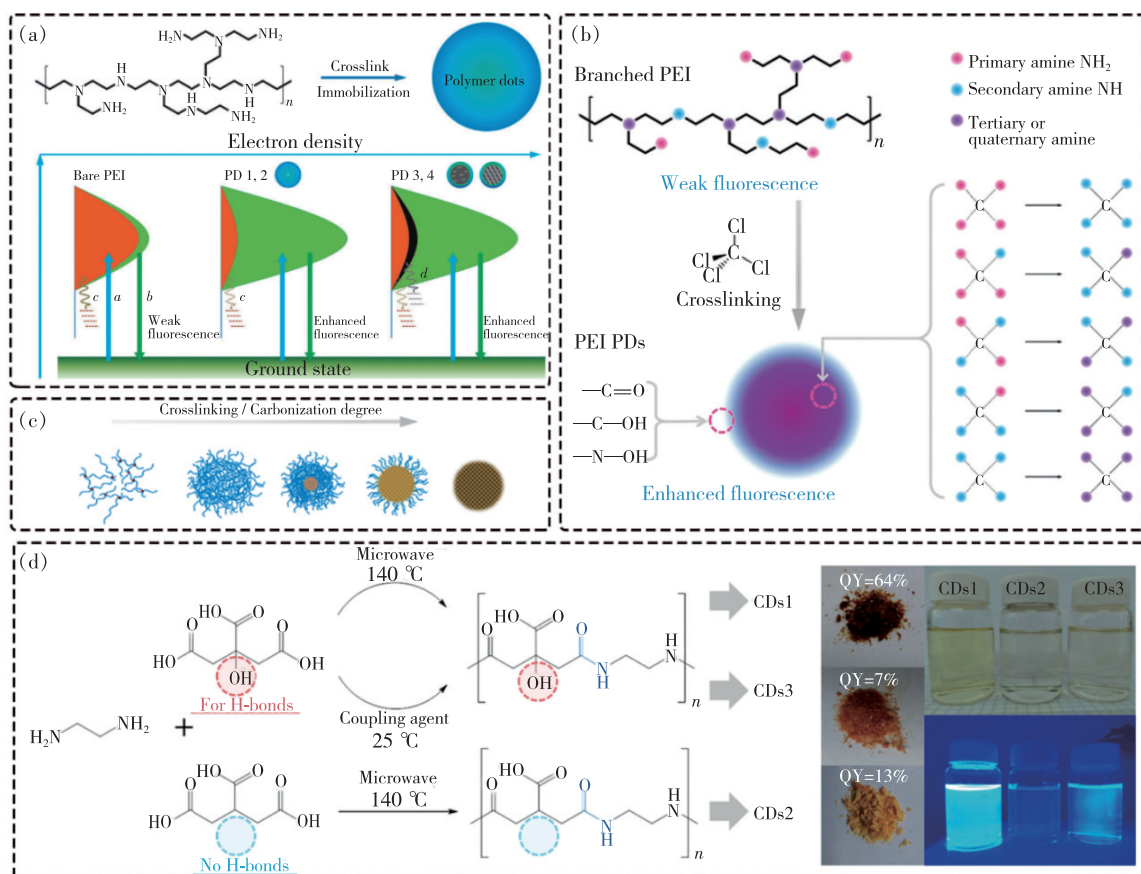 (a)
H₂N
NH₂
N
H
N
N
N
N
H
N
N
H
n
NH₂
N
H
NH₂
Crosslink
Immobilization
Polymer dots
Electron density
Bare PEI
PD 1, 2
PD 3, 4
c
a
b
Weak
fluorescence
c
Enhanced
fluorescence
d
Enhanced
fluorescence
Ground state
(b)
Branched PEI
n
Weak fluorescence
Primary amine NH₂
Secondary amine NH
Tertiary or
quaternary amine
Cl
Cl
C
Cl
Cl
Crosslinking
PEI PDs
—C=O
—C—OH
—N—OH
Enhanced fluorescence
C
C
C
C
C
C
C
C
C
C
(c)
Crosslinking / Carbonization degree
(d)
H₂N
NH₂
+
HO
O
O
HO
O
OH
OH
For H-bonds
HO
O
O
HO
O
OH
No H-bonds
Microwave
140 ℃
Coupling agent
25 ℃
Microwave
140 ℃
O
HO
O
O
OH
N
H
H
N
n
O
HO
O
O
N
H
H
N
n
CDs1
CDs3
CDs2
QY=64%
QY=7%
QY=13%
CDs1
CDs2
CDs3